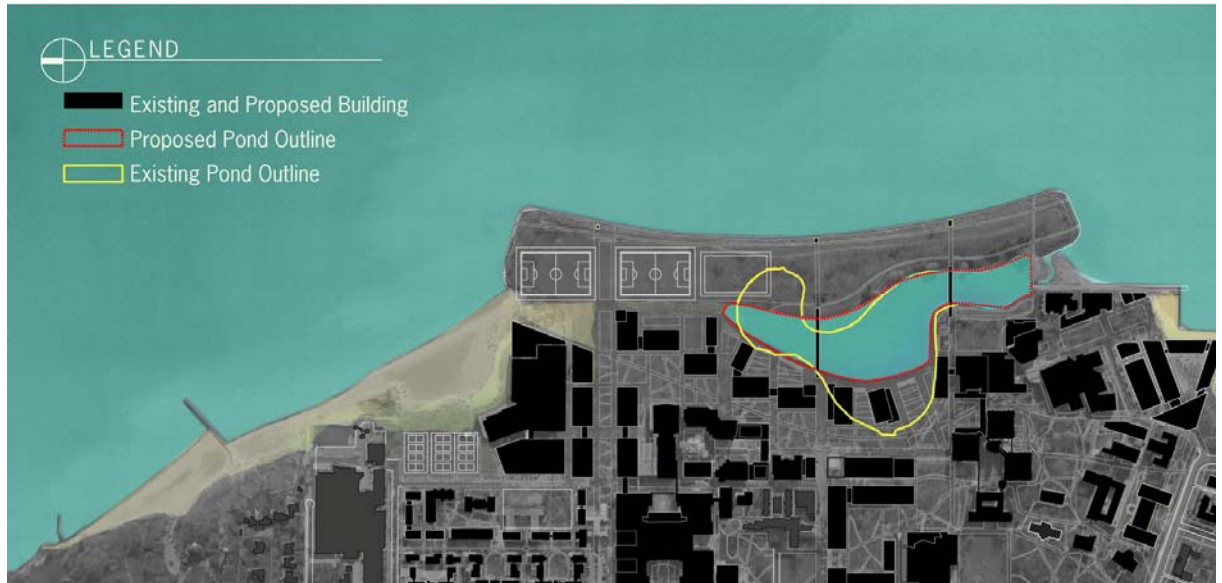 LEGEND
Existing and Proposed Building
Proposed Pond Outline
Existing Pond Outline